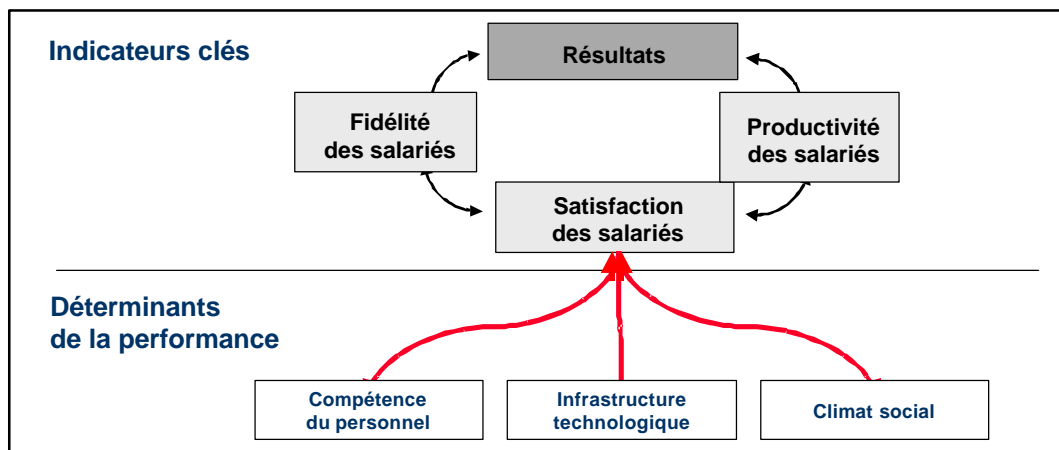 Indicateurs clés
Résultats
Fidélité
des salariés
Productivité
des salariés
Satisfaction
des salariés
Déterminants
de la performance
Compétence
du personnel
Infrastructure
technologique
Climat social